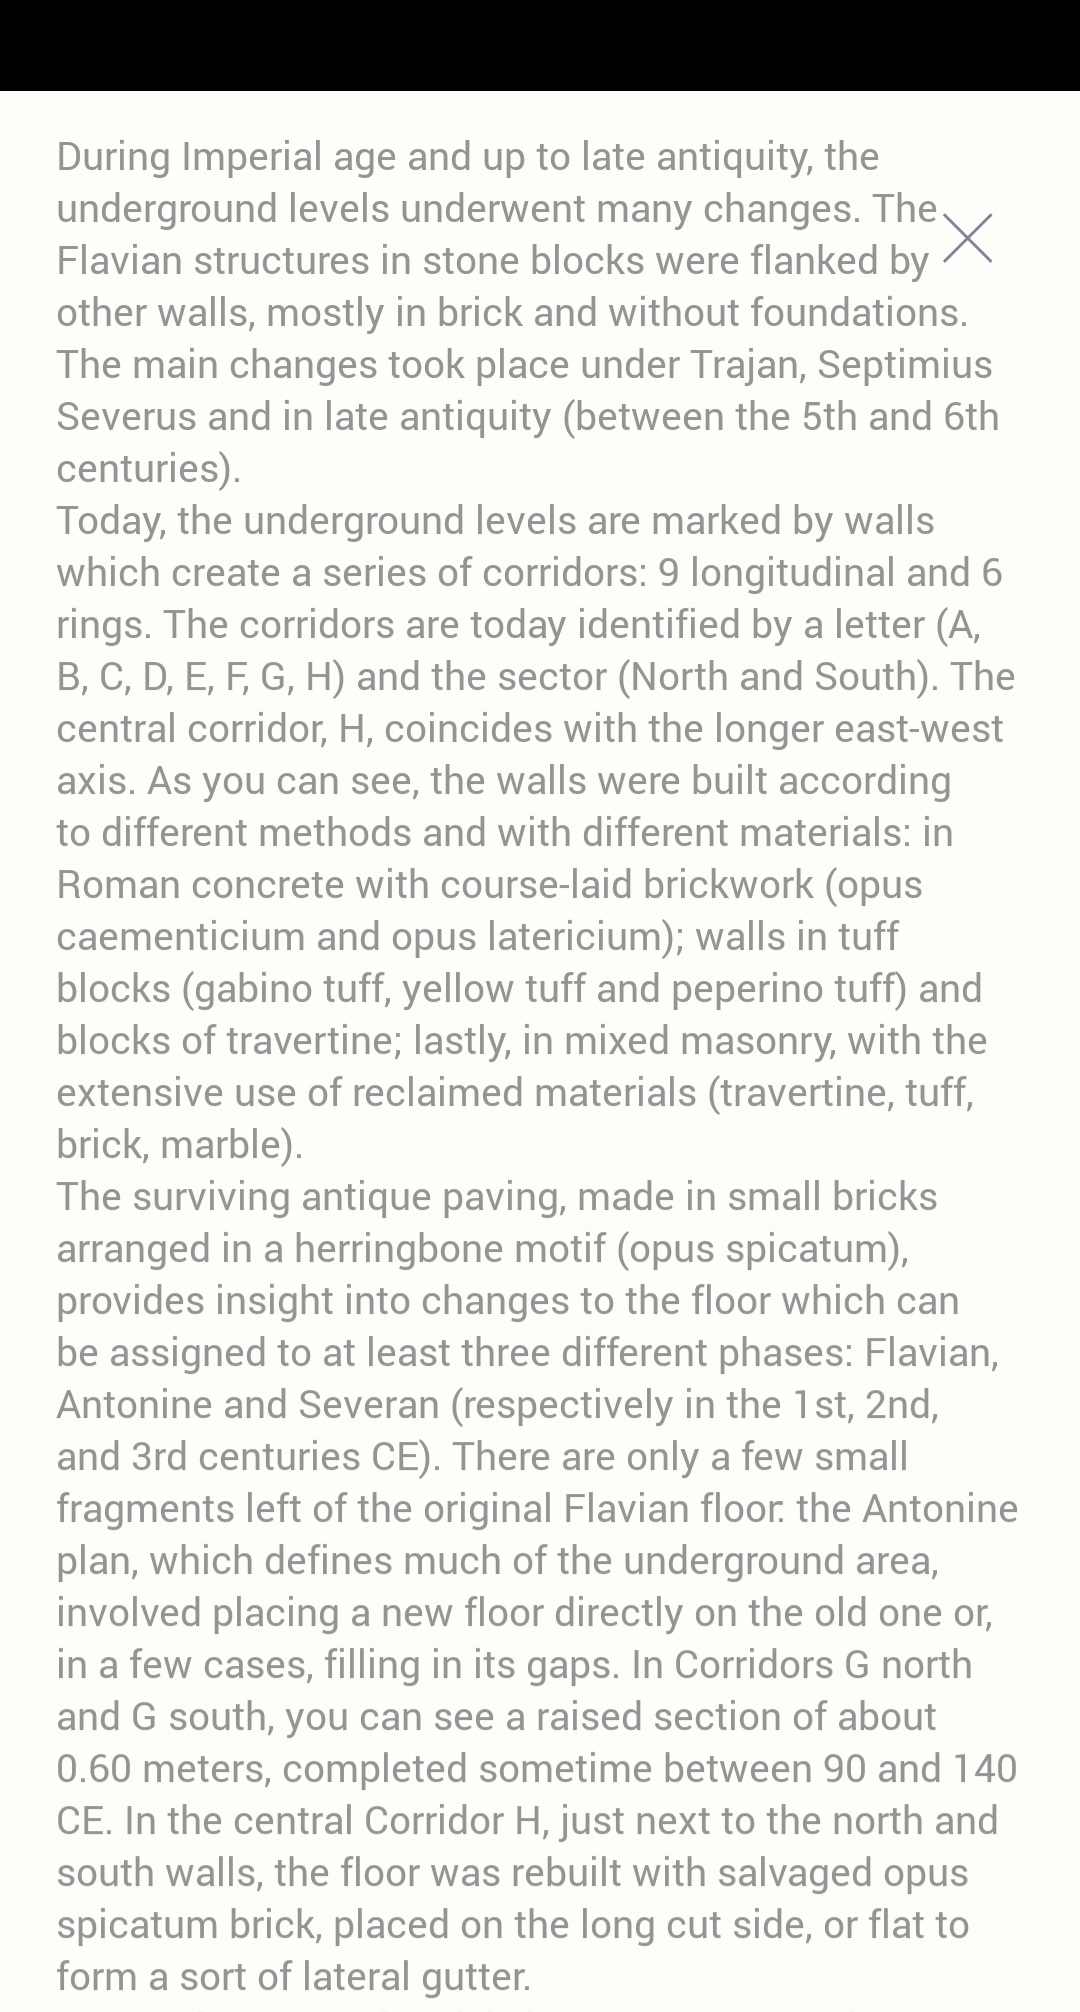 During Imperial age and up to late antiquity, the
underground levels underwent many changes. The
Flavian structures in stone blocks were flanked by
other walls, mostly in brick and without foundations.
The main changes took place under Trajan, Septimius
Severus and in late antiquity (between the 5th and 6th
centuries).
Today, the underground levels are marked by walls
which create a series of corridors: 9 longitudinal and 6
rings. The corridors are today identified by a letter (A,
B, C, D, E, F, G, H) and the sector (North and South). The
central corridor, H, coincides with the longer east-west
axis. As you can see, the walls were built according
to different methods and with different materials: in
Roman concrete with course-laid brickwork (opus
caementicium and opus latericium); walls in tuff
blocks (gabino tuff, yellow tuff and peperino tuff) and
blocks of travertine; lastly, in mixed masonry, with the
extensive use of reclaimed materials (travertine, tuff,
brick, marble).
The surviving antique paving, made in small bricks
arranged in a herringbone motif (opus spicatum),
provides insight into changes to the floor which can
be assigned to at least three different phases: Flavian,
Antonine and Severan (respectively in the 1st, 2nd,
and 3rd centuries CE). There are only a few small
fragments left of the original Flavian floor: the Antonine
plan, which defines much of the underground area,
involved placing a new floor directly on the old one or,
in a few cases, filling in its gaps. In Corridors G north
and G south, you can see a raised section of about
0.60 meters, completed sometime between 90 and 140
CE. In the central Corridor H, just next to the north and
south walls, the floor was rebuilt with salvaged opus
spicatum brick, placed on the long cut side, or flat to
form a sort of lateral gutter.